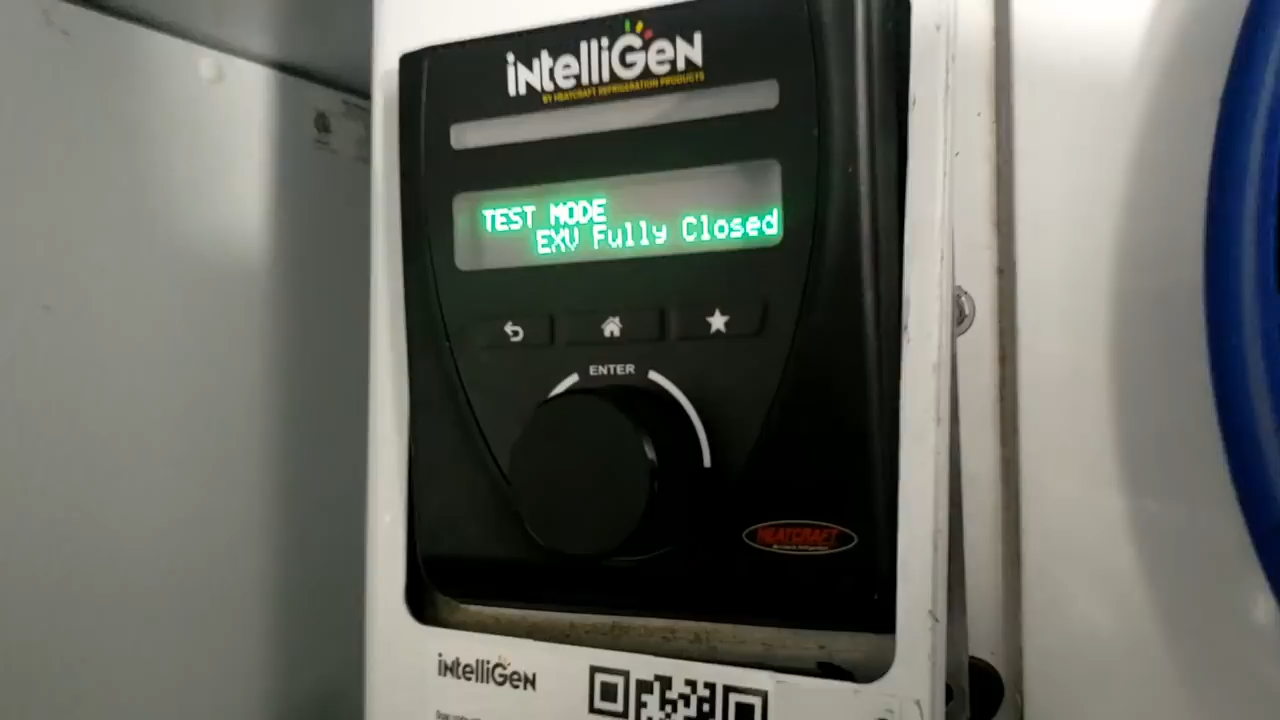 intelliGen
BY HEATCRAFT REFRIGERATION PRODUCTS
TEST MODE
EXV Fully Closed
ENTER
HEATCRAFT
intelliGen